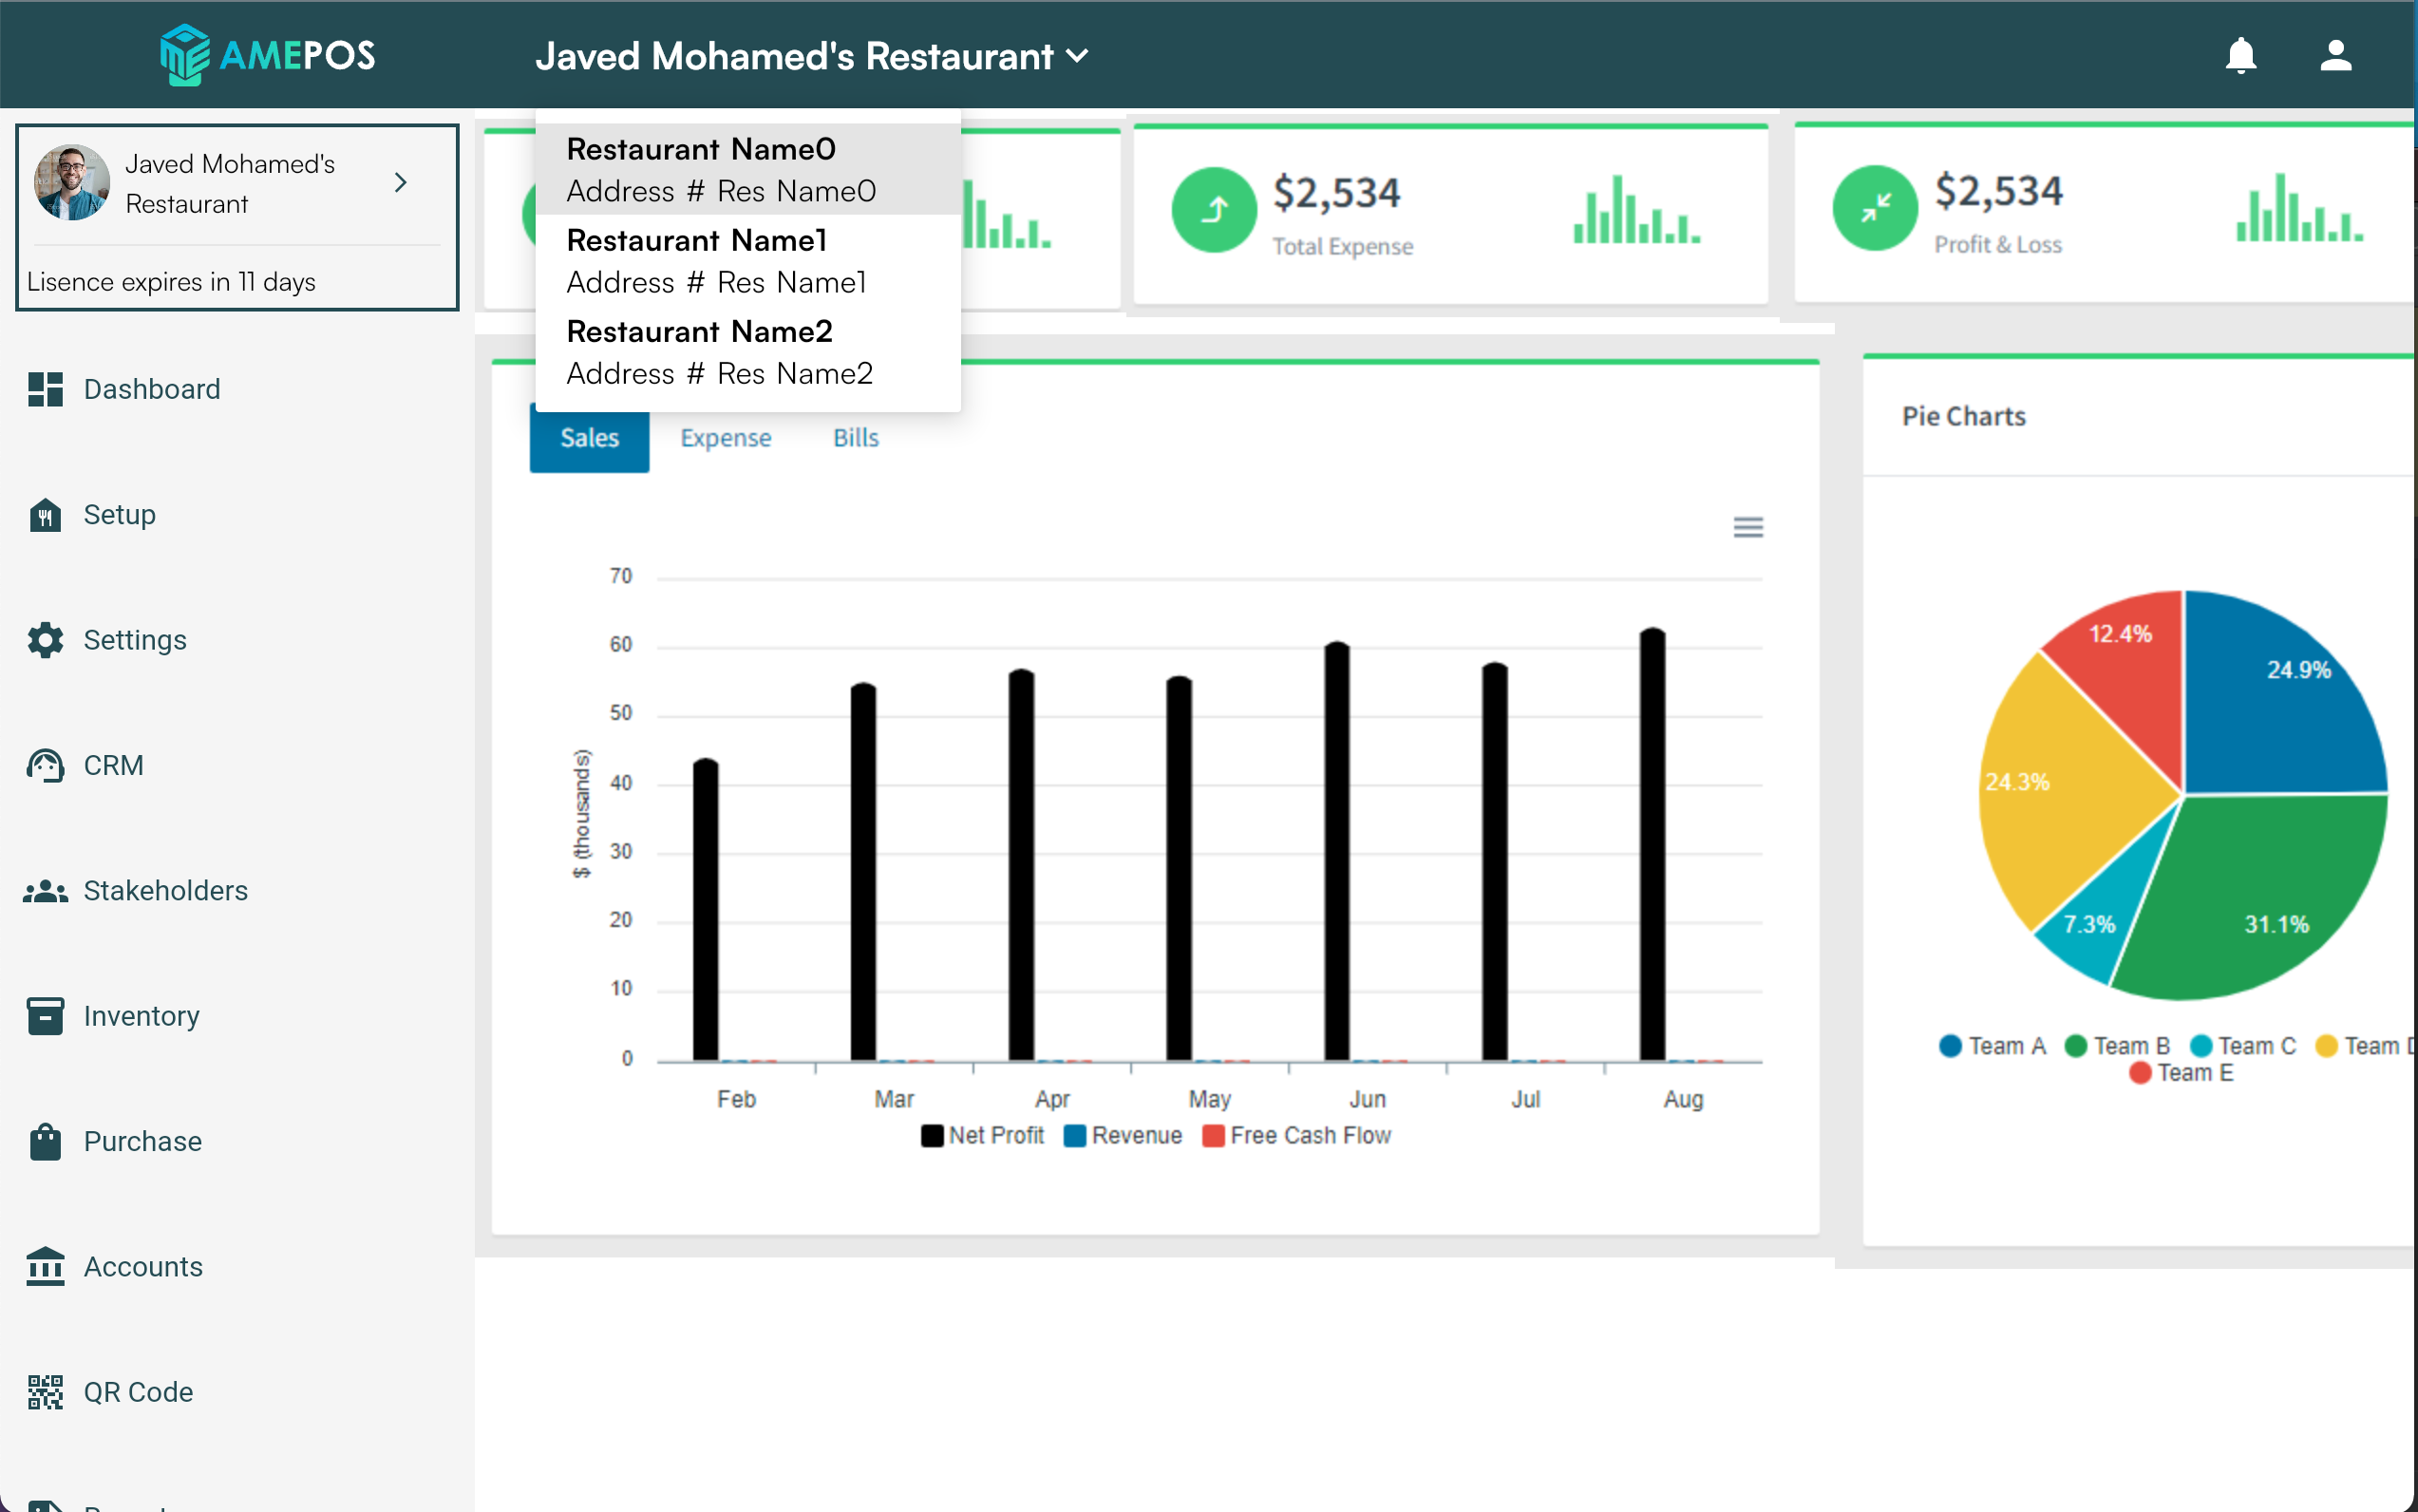 AMEPOS
Javed Mohamed's Restaurant
Javed Mohamed's
Restaurant
Lisence expires in 11 days
Dashboard
Setup
Settings
CRM
Stakeholders
Inventory
Purchase
Accounts
QR Code
Restaurant Name0
Address # Res Name0
Restaurant Name1
Address # Res Name1
Restaurant Name2
Address # Res Name2
$2,534
Total Expense
$2,534
Profit & Loss
Sales Expense Bills
70
60
50
40
30
20
10
0
$ (thousands)
Feb Mar Apr May Jun Jul Aug
Net Profit Revenue Free Cash Flow
Pie Charts
12.4%
24.9%
24.3%
7.3%
31.1%
Team A Team B Team C Team
Team E